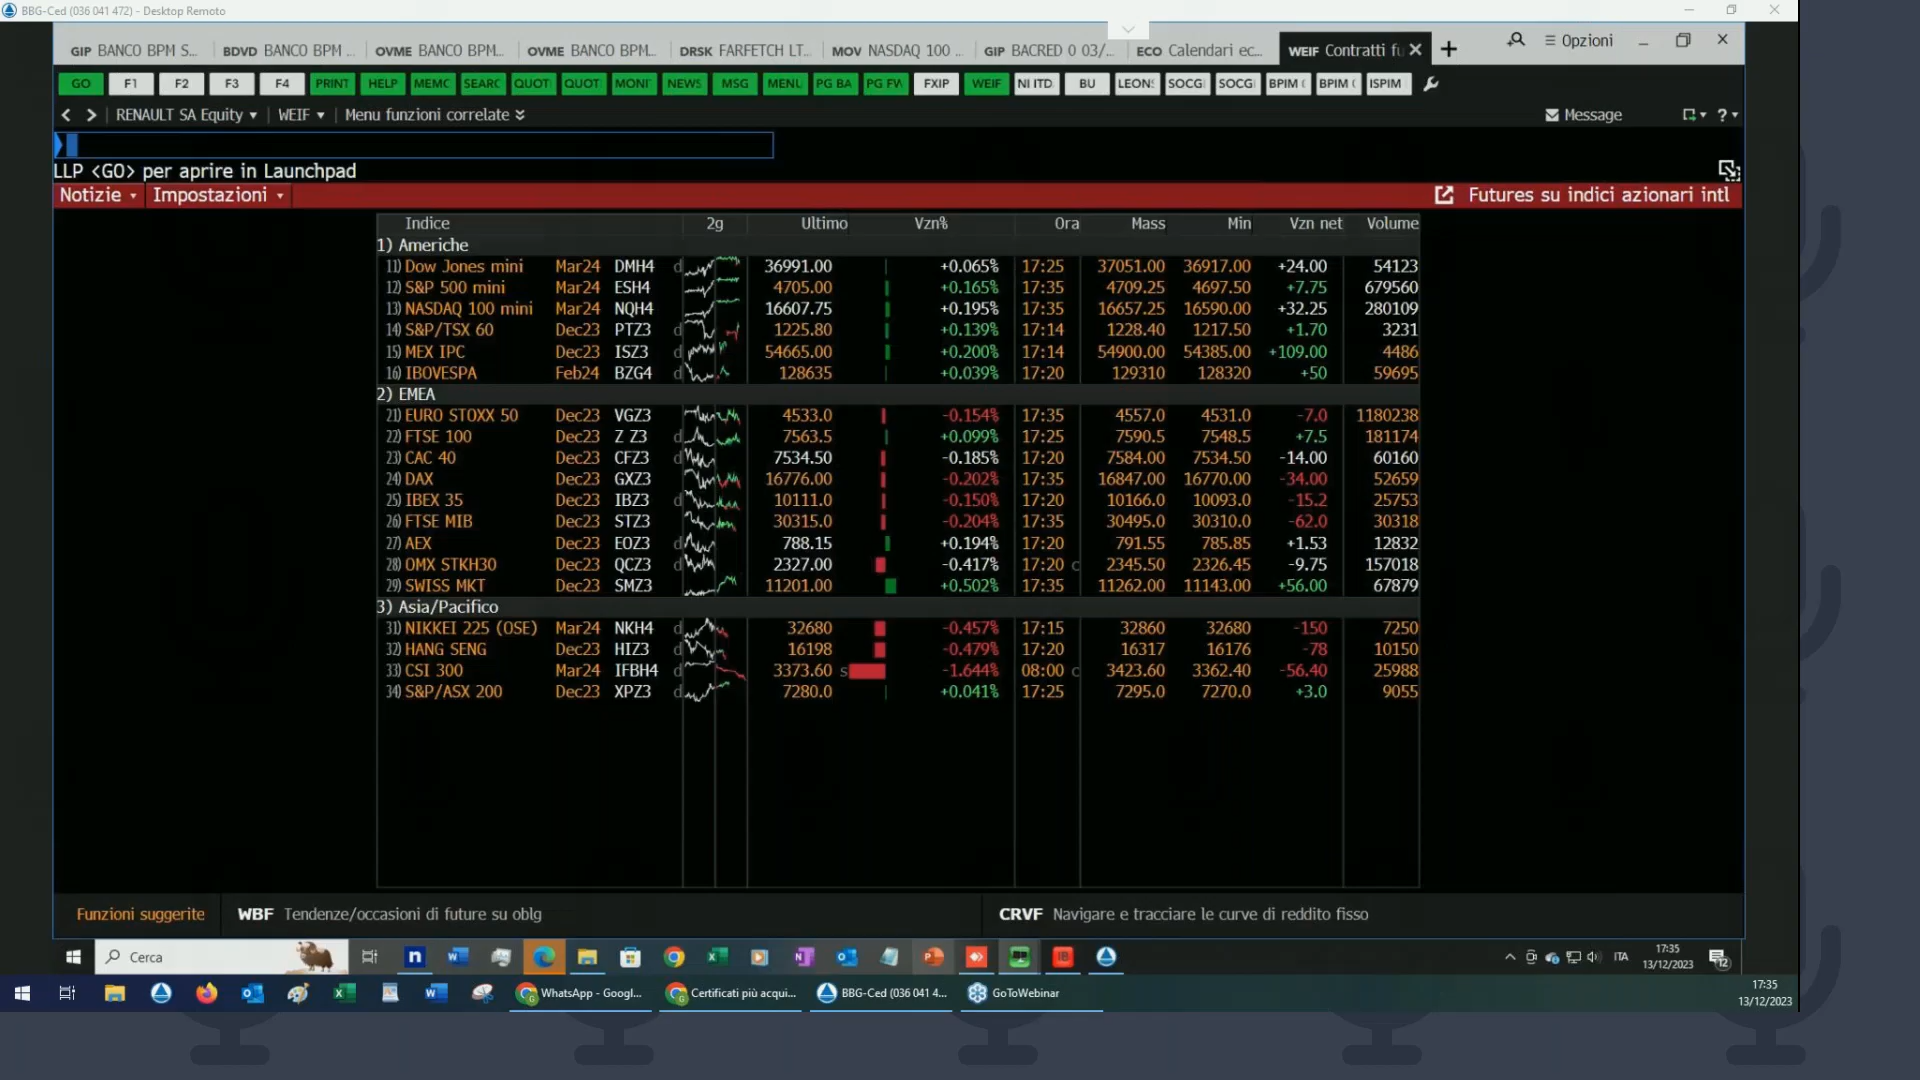 BBG-Ced (036 041 472) - Desktop Remoto
GIP BANCO BPM S... BDVD BANCO BPM ... OVME BANCO BPM... OVME BANCO BPM... DRSK FARFETCH LT... MOV NASDAQ 100 ... GIP BACRED 0 03/... ECO Calendari ec... WEIF Contratti fu Opzioni
GO F1 F2 F3 F4 PRINT HELP MEMC SEARC QUOT QUOT MONI NEWS MSG MENU PG BA PG FW FXIP WEIF NI ITD BU LEON SOCG SOCG BPIM ( BPIM ( ISPIM
RENAULT SA Equity WEIF Menu funzioni correlate Message ?
LLP <GO> per aprire in Launchpad
Notizie Impostazioni Futures su indici azionari intl
Indice 2g Ultimo Vzn% Ora Mass Min Vzn net Volume
1) Americhe
11) Dow Jones mini Mar24 DMH4 d 36991.00 +0.065% 17:25 37051.00 36917.00 +24.00 54123
12) S&P 500 mini Mar24 ESH4 4705.00 +0.165% 17:35 4709.25 4697.50 +7.75 679560
13) NASDAQ 100 mini Mar24 NQH4 16607.75 +0.195% 17:35 16657.25 16590.00 +32.25 280109
14) S&P/TSX 60 Dec23 PTZ3 d 1225.80 +0.139% 17:14 1228.40 1217.50 +1.70 3231
15) MEX IPC Dec23 ISZ3 d 54665.00 +0.200% 17:14 54900.00 54385.00 +109.00 4486
16) IBOVESPA Feb24 BZG4 d 128635 +0.039% 17:20 129310 128320 +50 59695
2) EMEA
21) EURO STOXX 50 Dec23 VGZ3 4533.0 -0.154% 17:35 4557.0 4531.0 -7.0 1180238
22) FTSE 100 Dec23 Z Z3 d 7563.5 +0.099% 17:25 7590.5 7548.5 +7.5 181174
23) CAC 40 Dec23 CFZ3 d 7534.50 -0.185% 17:20 7584.00 7534.50 -14.00 60160
24) DAX Dec23 GXZ3 16776.00 -0.202% 17:35 16847.00 16770.00 -34.00 52659
25) IBEX 35 Dec23 IBZ3 d 10111.0 -0.150% 17:20 10166.0 10093.0 -15.2 25753
26) FTSE MIB Dec23 STZ3 30315.0 -0.204% 17:35 30495.0 30310.0 -62.0 30318
27) AEX Dec23 EOZ3 d 788.15 +0.194% 17:20 791.55 785.85 +1.53 12832
28) OMX STKH30 Dec23 QCZ3 d 2327.00 -0.417% 17:20 c 2345.50 2326.45 -9.75 157018
29) SWISS MKT Dec23 SMZ3 11201.00 +0.502% 17:35 11262.00 11143.00 +56.00 67879
3) Asia/Pacifico
31) NIKKEI 225 (OSE) Mar24 NKH4 d 32680 -0.457% 17:15 32860 32680 -150 7250
32) HANG SENG Dec23 HIZ3 d 16198 -0.479% 17:20 16317 16176 -78 10150
33) CSI 300 Mar24 IFBH4 d 3373.60 s -1.644% 08:00 c 3423.60 3362.40 -56.40 25988
34) S&P/ASX 200 Dec23 XPZ3 d 7280.0 +0.041% 17:25 7295.0 7270.0 +3.0 9055
Funzioni suggerite WBF Tendenze/occasioni di future su oblg CRVF Navigare e tracciare le curve di reddito fisso
Cerca ITA 17:35
13/12/2023 12
WhatsApp - Googl... Certificati più acqui... BBG-Ced (036 041 4... GoToWebinar 17:35
13/12/2023